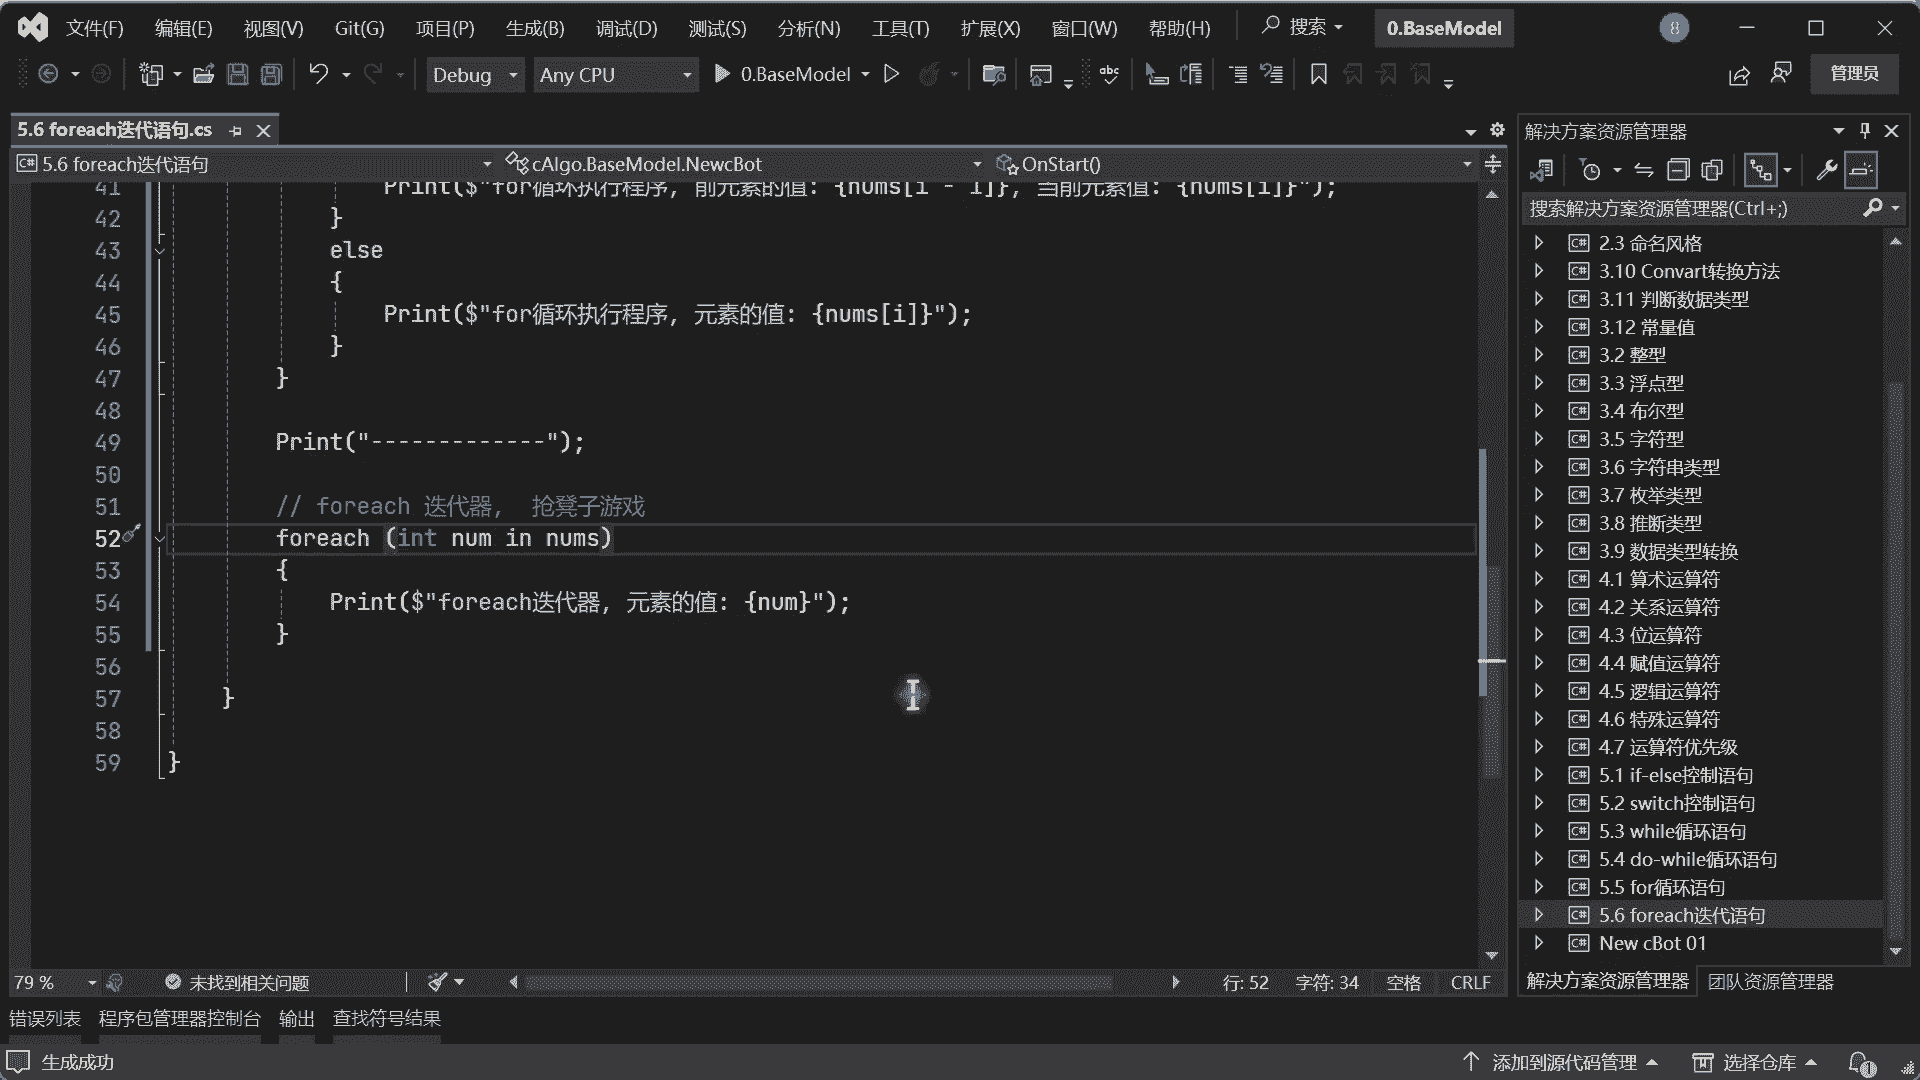 文件(F) 编辑(E) 视图(V) Git(G) 项目(P) 生成(B) 调试(D) 测试(S) 分析(N) 工具(T) 扩展(X) 窗口(W) 帮助(H) 搜索 0.BaseModel
Debug Any CPU 0.BaseModel abc 管理员
5.6 foreach迭代语句.cs
C# 5.6 foreach迭代语句 cAlgo.BaseModel.NewcBot OnStart()
41 Print($"for循环执行程序, 前元素的值: {nums[i - 1]}, 当前元素值: {nums[i]}");
42 }
43 else
44 {
45 Print($"for循环执行程序, 元素的值: {nums[i]}");
46 }
47 }
48
49 Print("-------------");
50
51 // foreach 迭代器, 抢凳子游戏
52 foreach (int num in nums)
53 {
54 Print($"foreach迭代器, 元素的值: {num}");
55 }
56
57 }
58
59 }
79 % 未找到相关问题 行: 52 字符: 34 空格 CRLF
错误列表 程序包管理器控制台 输出 查找符号结果
生成成功 添加到源代码管理 选择仓库 1
解决方案资源管理器
搜索解决方案资源管理器(Ctrl+;)
C# 2.3 命名风格
C# 3.10 Convart转换方法
C# 3.11 判断数据类型
C# 3.12 常量值
C# 3.2 整型
C# 3.3 浮点型
C# 3.4 布尔型
C# 3.5 字符型
C# 3.6 字符串类型
C# 3.7 枚举类型
C# 3.8 推断类型
C# 3.9 数据类型转换
C# 4.1 算术运算符
C# 4.2 关系运算符
C# 4.3 位运算符
C# 4.4 赋值运算符
C# 4.5 逻辑运算符
C# 4.6 特殊运算符
C# 4.7 运算符优先级
C# 5.1 if-else控制语句
C# 5.2 switch控制语句
C# 5.3 while循环语句
C# 5.4 do-while循环语句
C# 5.5 for循环语句
C# 5.6 foreach迭代语句
C# New cBot 01
解决方案资源管理器 团队资源管理器